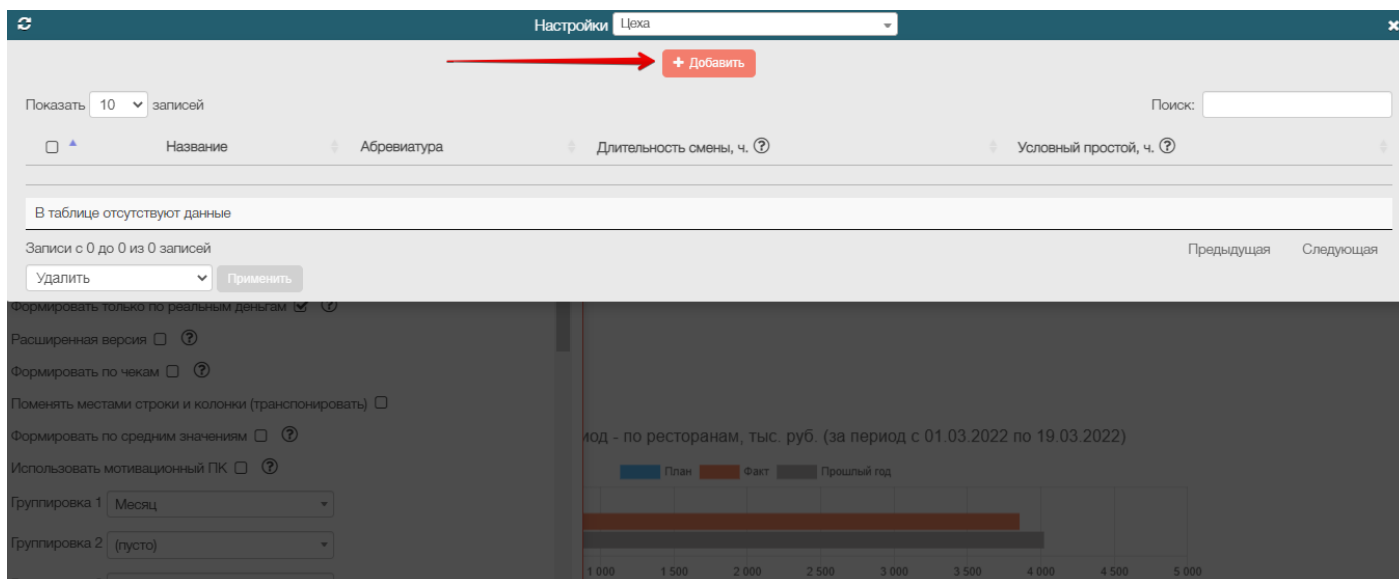 Настройки Цеха
+ Добавить
Показать 10 записей Поиск:
Название Абревиатура Длительность смены, ч. ? Условный простой, ч. ?
В таблице отсутствуют данные
Записи с 0 до 0 из 0 записей Предыдущая Следующая
Удалить Применить
Формировать только по реальным деньгам ?
Расширенная версия ?
Формировать по чекам ?
Поменять местами строки и колонки (транспонировать)
Формировать по средним значениям ? иод - по ресторанам, тыс. руб. (за период с 01.03.2022 по 19.03.2022)
Использовать мотивационный ПК ? План Факт Прошлый год
Группировка 1 Месяц
Группировка 2 (пусто)
1 000 1 500 2 000 2 500 3 000 3 500 4 000 4 500 5 000